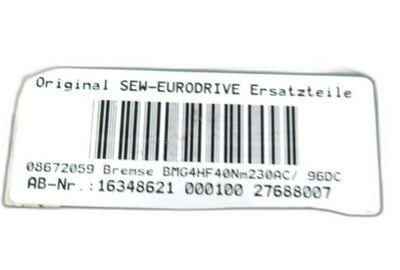 Original SEW-EURODRIVE Ersatzteile
08672059 Bremse BMG4HF40Nm230AC/ 96DC
AB-Nr.:16348621 000100 27688007